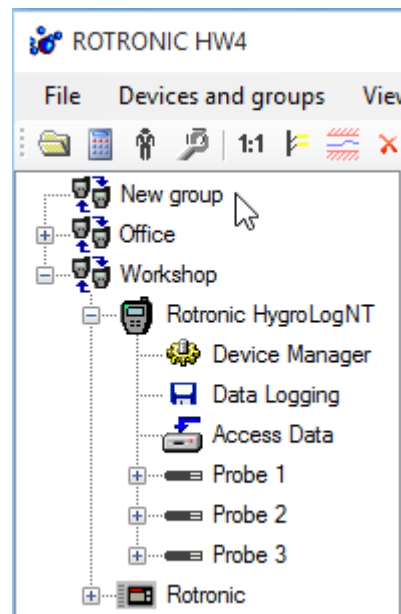 ROTRONIC HW4
File Devices and groups View
1:1
New group
Office
Workshop
Rotronic HygroLogNT
Device Manager
Data Logging
Access Data
Probe 1
Probe 2
Probe 3
Rotronic